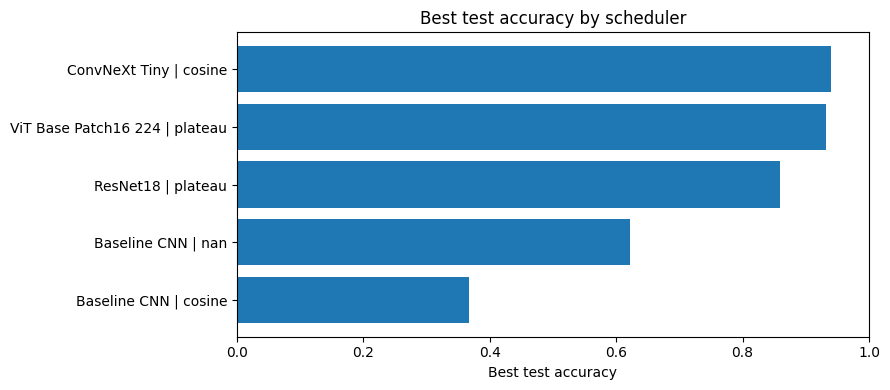 Best test accuracy by scheduler
ConvNeXt Tiny | cosine
ViT Base Patch16 224 | plateau
ResNet18 | plateau
Baseline CNN | nan
Baseline CNN | cosine
0.0 0.2 0.4 0.6 0.8 1.0
Best test accuracy